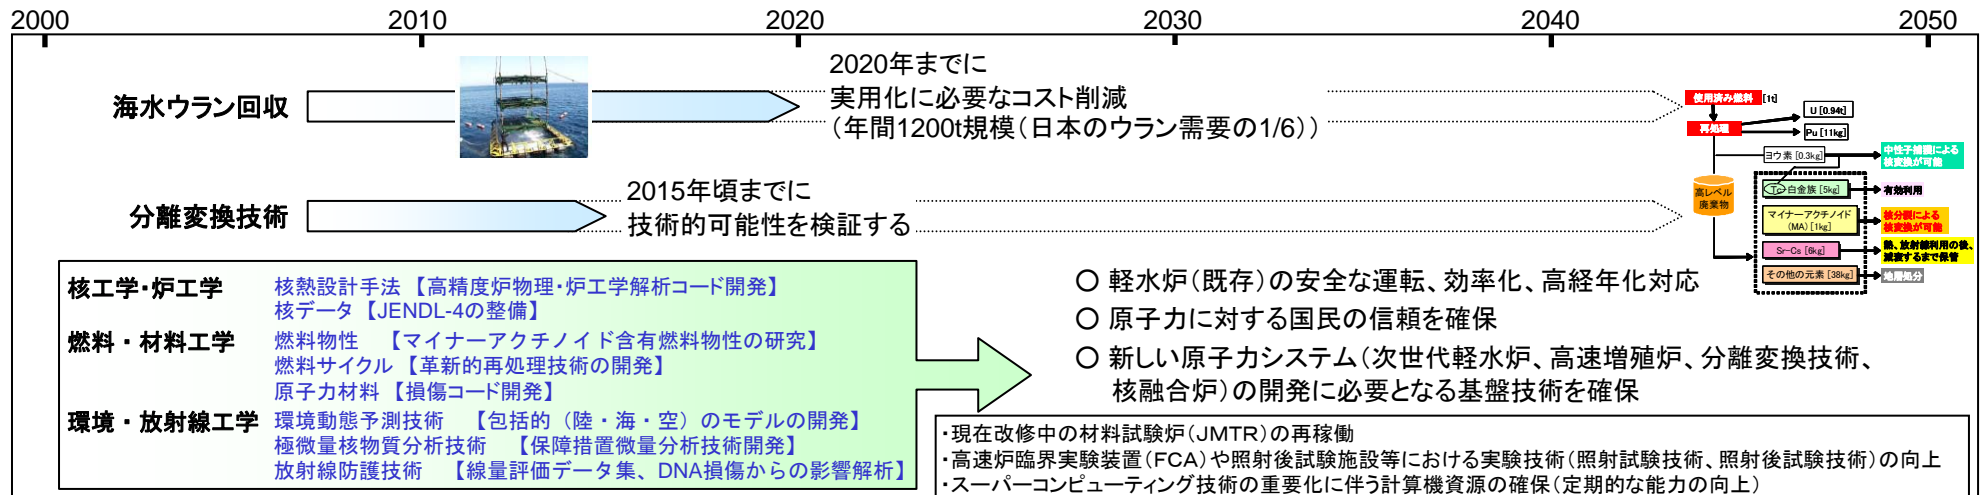 2000 2010 2020 2030 2040 2050
海水ウラン回収
2020年までに
実用化に必要なコスト削減
（年間1200t規模（日本のウラン需要の1/6））
分離変換技術
2015年頃までに
技術的可能性を検証する
使用済み燃料 [1t]
再処理
U [0.94t]
Pu [11kg]
ヨウ素 [0.3kg]
中性子捕獲による
核変換が可能
高レベル
廃棄物
Tc-白金族 [5kg]
有効利用
マイナーアクチノイド
(MA) [1kg]
核分裂による
核変換が可能
Sr-Cs [6kg]
熱、放射線利用の後、
減衰するまで保管
その他の元素 [38kg]
地層処分
核工学・炉工学 核熱設計手法【高精度炉物理・炉工学解析コード開発】
核データ【JENDL-4の整備】
燃料・材料工学 燃料物性 【マイナーアクチノイド含有燃料物性の研究】
燃料サイクル【革新的再処理技術の開発】
原子力材料【損傷コード開発】
環境・放射線工学 環境動態予測技術 【包括的（陸・海・空）のモデルの開発】
極微量核物質分析技術 【保障措置微量分析技術開発】
放射線防護技術 【線量評価データ集、DNA損傷からの影響解析】
○ 軽水炉（既存）の安全な運転、効率化、高経年化対応
○ 原子力に対する国民の信頼を確保
○ 新しい原子力システム（次世代軽水炉、高速増殖炉、分離変換技術、
核融合炉）の開発に必要となる基盤技術を確保
・現在改修中の材料試験炉（JMTR）の再稼働
・高速炉臨界実験装置（FCA）や照射後試験施設等における実験技術（照射試験技術、照射後試験技術）の向上
・スーパーコンピューティング技術の重要化に伴う計算機資源の確保（定期的な能力の向上）